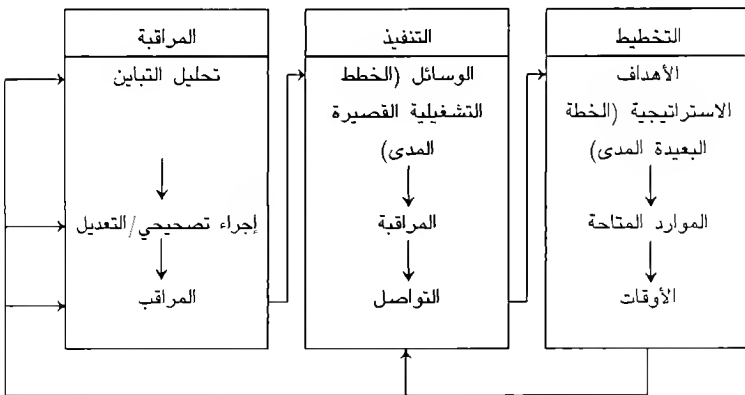 التخطيط
الأهداف
الاستراتيجية (الخطة
البعيدة المدى)
الموارد المتاحة
الأوقات
التنفيذ
الوسائل (الخطط
التشغيلية القصيرة
المدى)
المراقبة
التواصل
المراقبة
تحليل التباين
إجراء تصحيحي/التعديل
المراقب